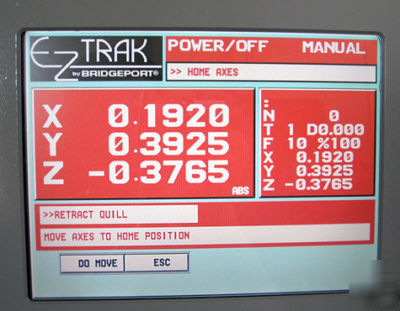 EZ TRAK
by BRIDGEPORT®
POWER/OFF MANUAL
>> HOME AXES
X 0.1920
Y 0.3925
Z -0.3765
ABS
:
N 0
T 1 D0.000
F 10 %100
X 0.1920
Y 0.3925
Z -0.3765
>>RETRACT QUILL
MOVE AXES TO HOME POSITION
DO MOVE ESC